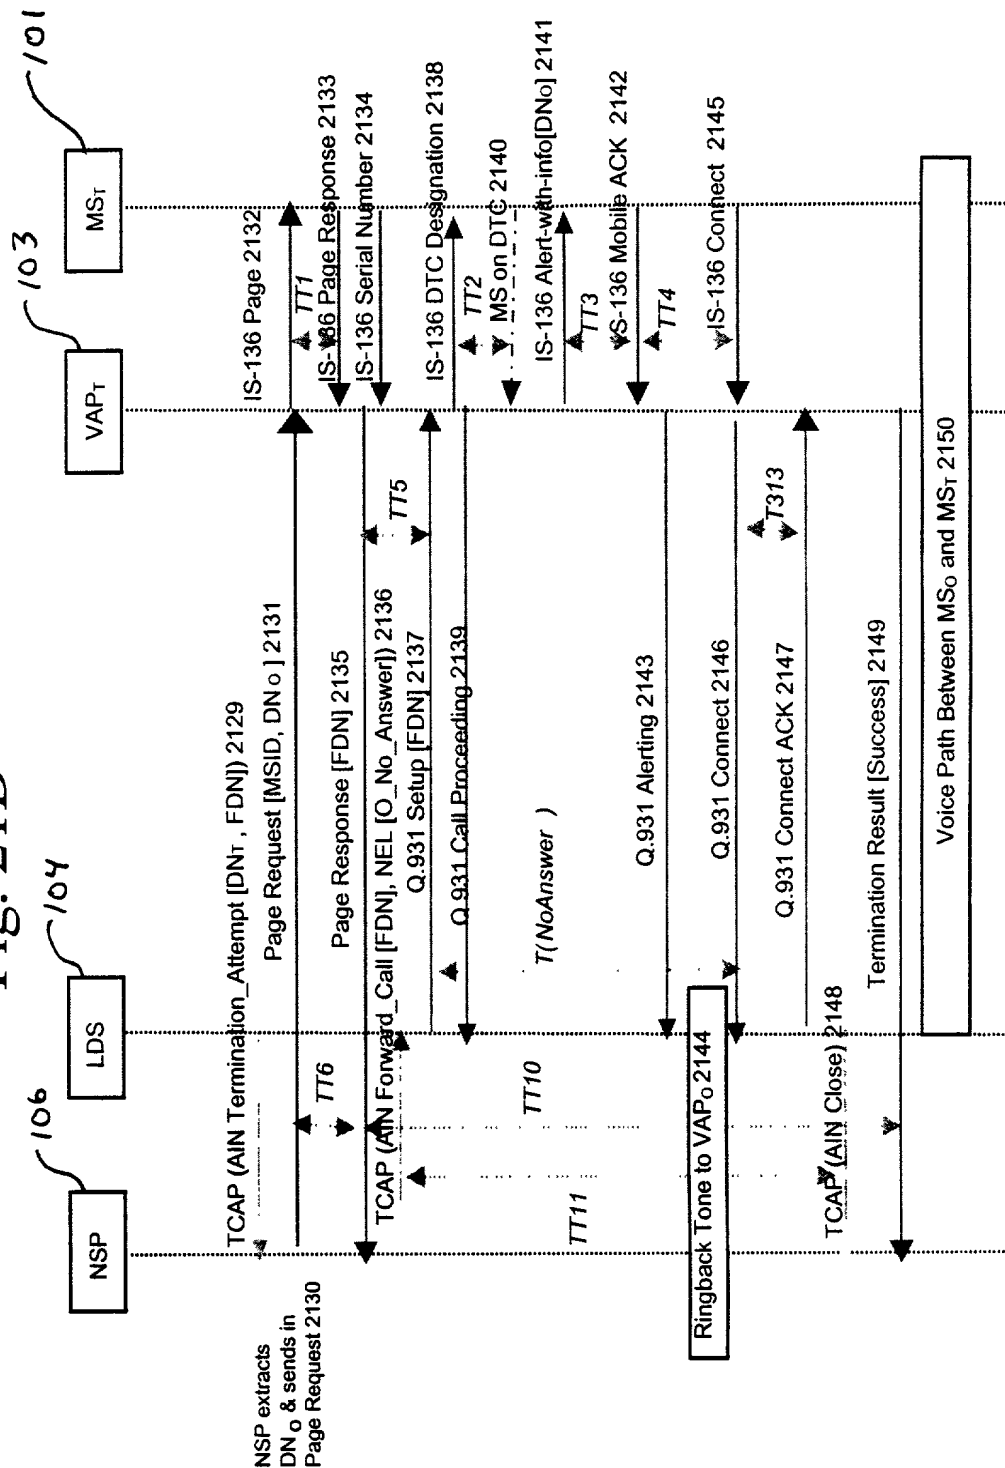 Fig. 21B
106
104
103
101
NSP
LDS
VAPT
MST
TCAP (AIN Termination_Attempt [DNT, FDN]) 2129
NSP extracts
DNO & sends in
Page Request 2130
Page Request [MSID, DNO] 2131
IS-136 Page 2132
TT1
IS-136 Page Response 2133
IS-136 Serial Number 2134
TT6
Page Response [FDN] 2135
TCAP (AIN Forward_Call [FDN], NEL [O_No_Answer]) 2136
TT5
Q.931 Setup [FDN] 2137
IS-136 DTC Designation 2138
Q.931 Call Proceeding 2139
TT2
MS on DTC 2140
IS-136 Alert-with-info[DNO] 2141
TT3
IS-136 Mobile ACK 2142
TT4
T(NoAnswer )
TT10
TT11
Q.931 Alerting 2143
Ringback Tone to VAPO 2144
IS-136 Connect 2145
Q.931 Connect 2146
T313
Q.931 Connect ACK 2147
TCAP (AIN Close) 2148
Termination Result [Success] 2149
Voice Path Between MSO and MST 2150